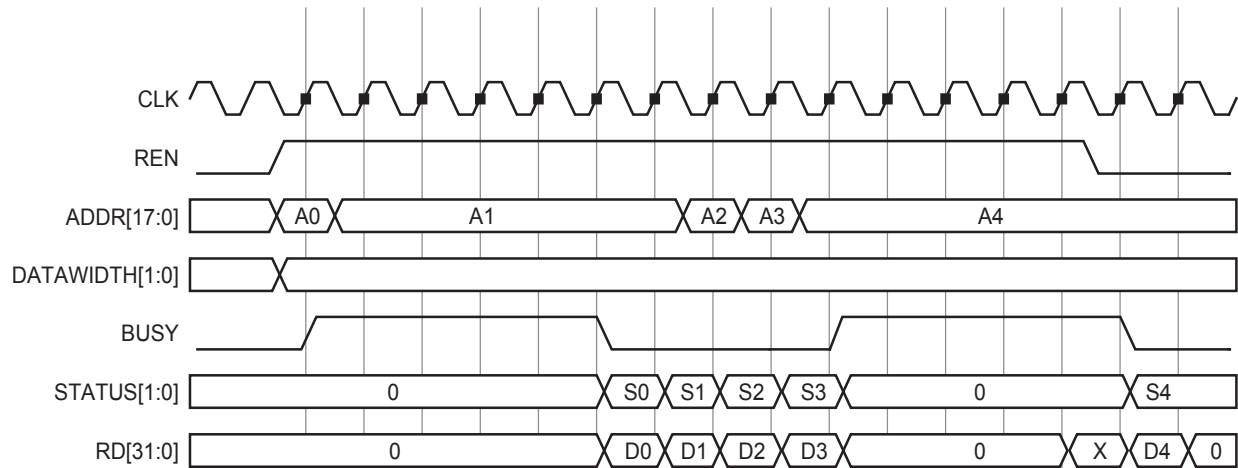 CLK
REN
ADDR[17:0] A0 A1 A2 A3 A4
DATAWIDTH[1:0]
BUSY
STATUS[1:0] 0 S0 S1 S2 S3 0 S4
RD[31:0] 0 D0 D1 D2 D3 0 X D4 0